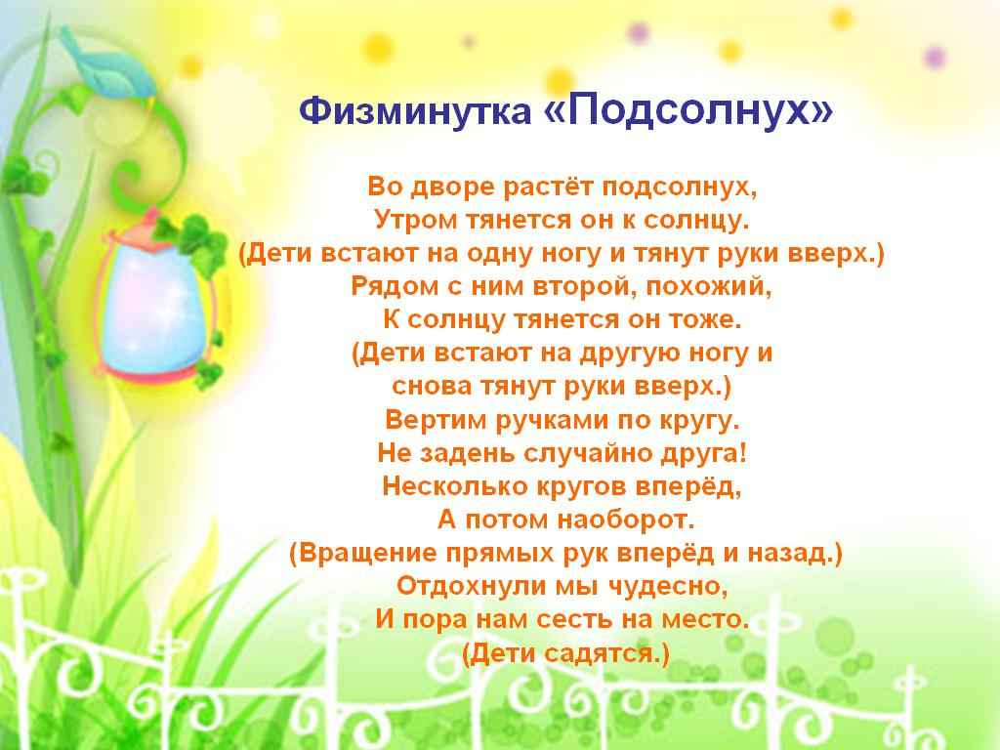 Физминутка «Подсолнух»
Во дворе растёт подсолнух,
Утром тянется он к солнцу.
(Дети встают на одну ногу и тянут руки вверх.)
Рядом с ним второй, похожий,
К солнцу тянется он тоже.
(Дети встают на другую ногу и
снова тянут руки вверх.)
Вертим ручками по кругу.
Не задень случайно друга!
Несколько кругов вперёд,
А потом наоборот.
(Вращение прямых рук вперёд и назад.)
Отдохнули мы чудесно,
И пора нам сесть на место.
(Дети садятся.)